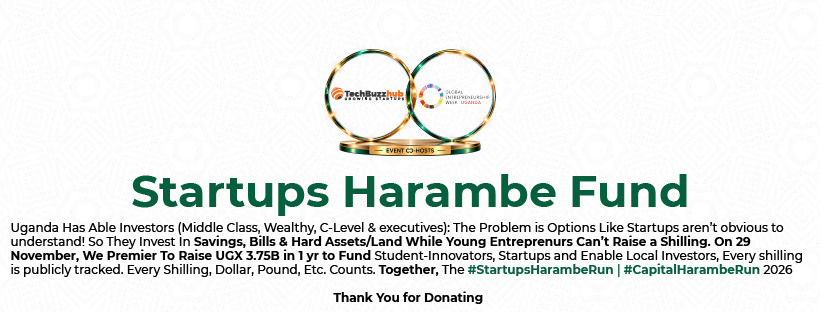 TechBuzzhub
GROWING STARTUPS
GLOBAL
ENTREPRENEURSHIP
WEEK UGANDA
EVENT CO-HOSTS
Startups Harambe Fund
Uganda Has Able Investors (Middle Class, Wealthy, C-Level & executives): The Problem is Options Like Startups aren’t obvious to
understand! So They Invest In Savings, Bills & Hard Assets/Land While Young Entreprenurs Can’t Raise a Shilling. On 29
November, We Premier To Raise UGX 3.75B in 1 yr to Fund Student-Innovators, Startups and Enable Local Investors, Every shilling
is publicly tracked. Every Shilling, Dollar, Pound, Etc. Counts. Together, The #StartupsHarambeRun | #CapitalHarambeRun 2026
Thank You for Donating